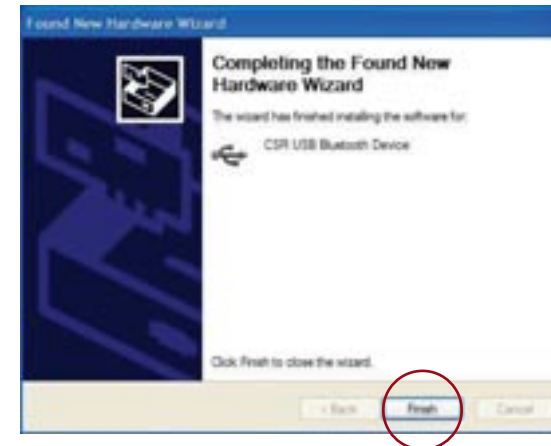 Found New Hardware Wizard
Completing the Found New
Hardware Wizard
The wizard has finished installing the software for:
CSR USB Bluetooth Device
Click Finish to close the wizard.
< Back
Finish
Cancel